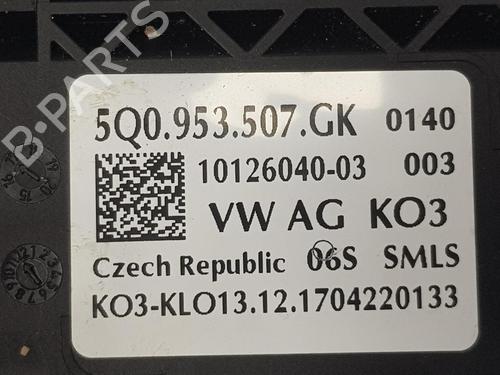 B-PARTS
5Q0.953.507.GK 0140
10126040-03 003
VW AG KO3
Czech Republic 06S SMLS
KO3-KLO13.12.1704220133